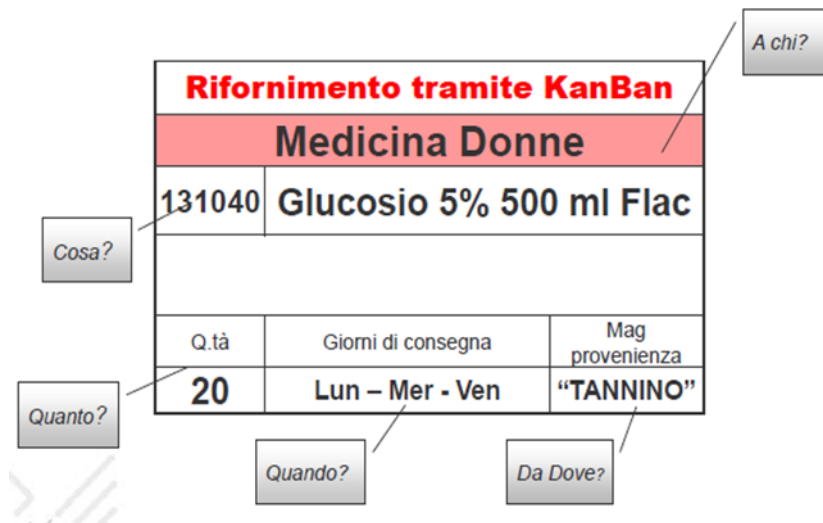 A chi?
Rifornimento tramite KanBan
Medicina Donne
131040 Glucosio 5% 500 ml Flac
Cosa?
Q.tà Giorni di consegna Mag
provenienza
20 Lun – Mer - Ven “TANNINO”
Quanto?
Quando? Da Dove?